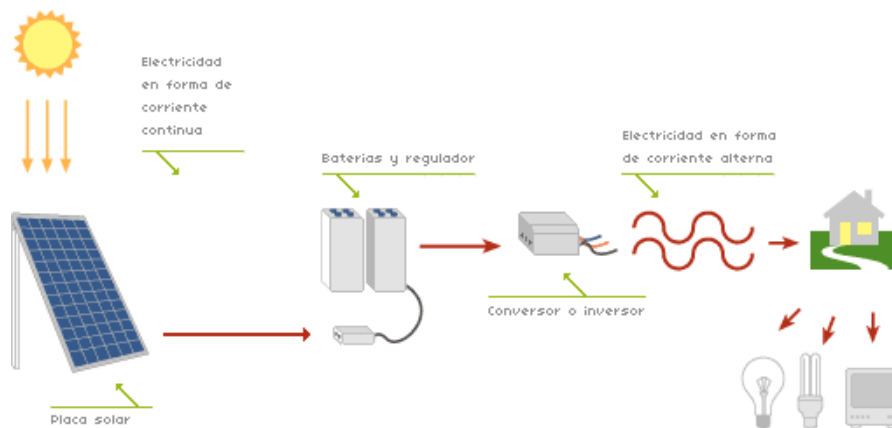 Electricidad
en forma de
corriente
continua
Baterias y regulador
Electricidad en forma
de corriente alterna
Conversor o inversor
Placa solar